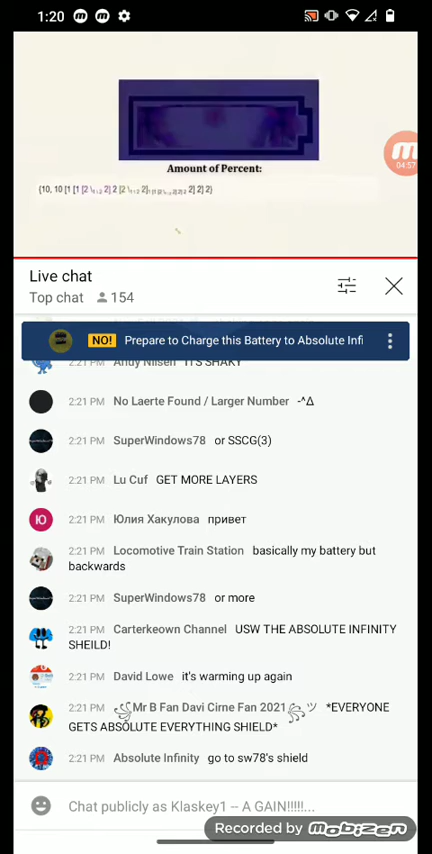 1:20
Amount of Percent:
04:57
Live chat
Top chat 154
NO! Prepare to Charge this Battery to Absolute Infi
2:21 PM Andy Nilsen ITS SHAKY
2:21 PM No Laerte Found / Larger Number -^Δ
2:21 PM SuperWindows78 or SSCG(3)
2:21 PM Lu Cuf GET MORE LAYERS
2:21 PM Юлия Хакулова привет
Ю
2:21 PM Locomotive Train Station basically my battery but
backwards
2:21 PM SuperWindows78 or more
2:21 PM Carterkeown Channel USW THE ABSOLUTE INFINITY
SHEILD!
2:21 PM David Lowe it's warming up again
2:21 PM Mr B Fan Davi Cirne Fan 2021 ツ *EVERYONE
GETS ABSOLUTE EVERYTHING SHIELD*
2:21 PM Absolute Infinity go to sw78's shield
Chat publicly as Klaskey1 -- A GAIN!!!!!...
Recorded by mobizen